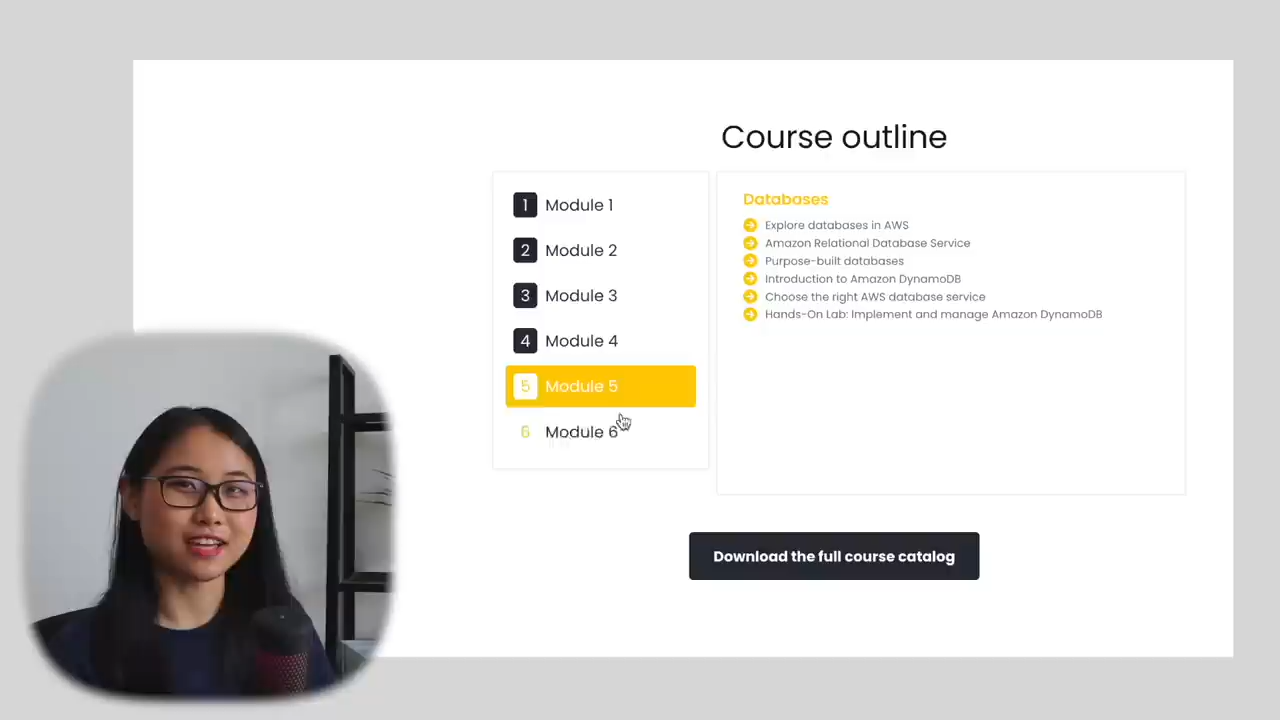 Course outline
1 Module 1
2 Module 2
3 Module 3
4 Module 4
5 Module 5
6 Module 6
Databases
Explore databases in AWS
Amazon Relational Database Service
Purpose-built databases
Introduction to Amazon DynamoDB
Choose the right AWS database service
Hands-On Lab: Implement and manage Amazon DynamoDB
Download the full course catalog